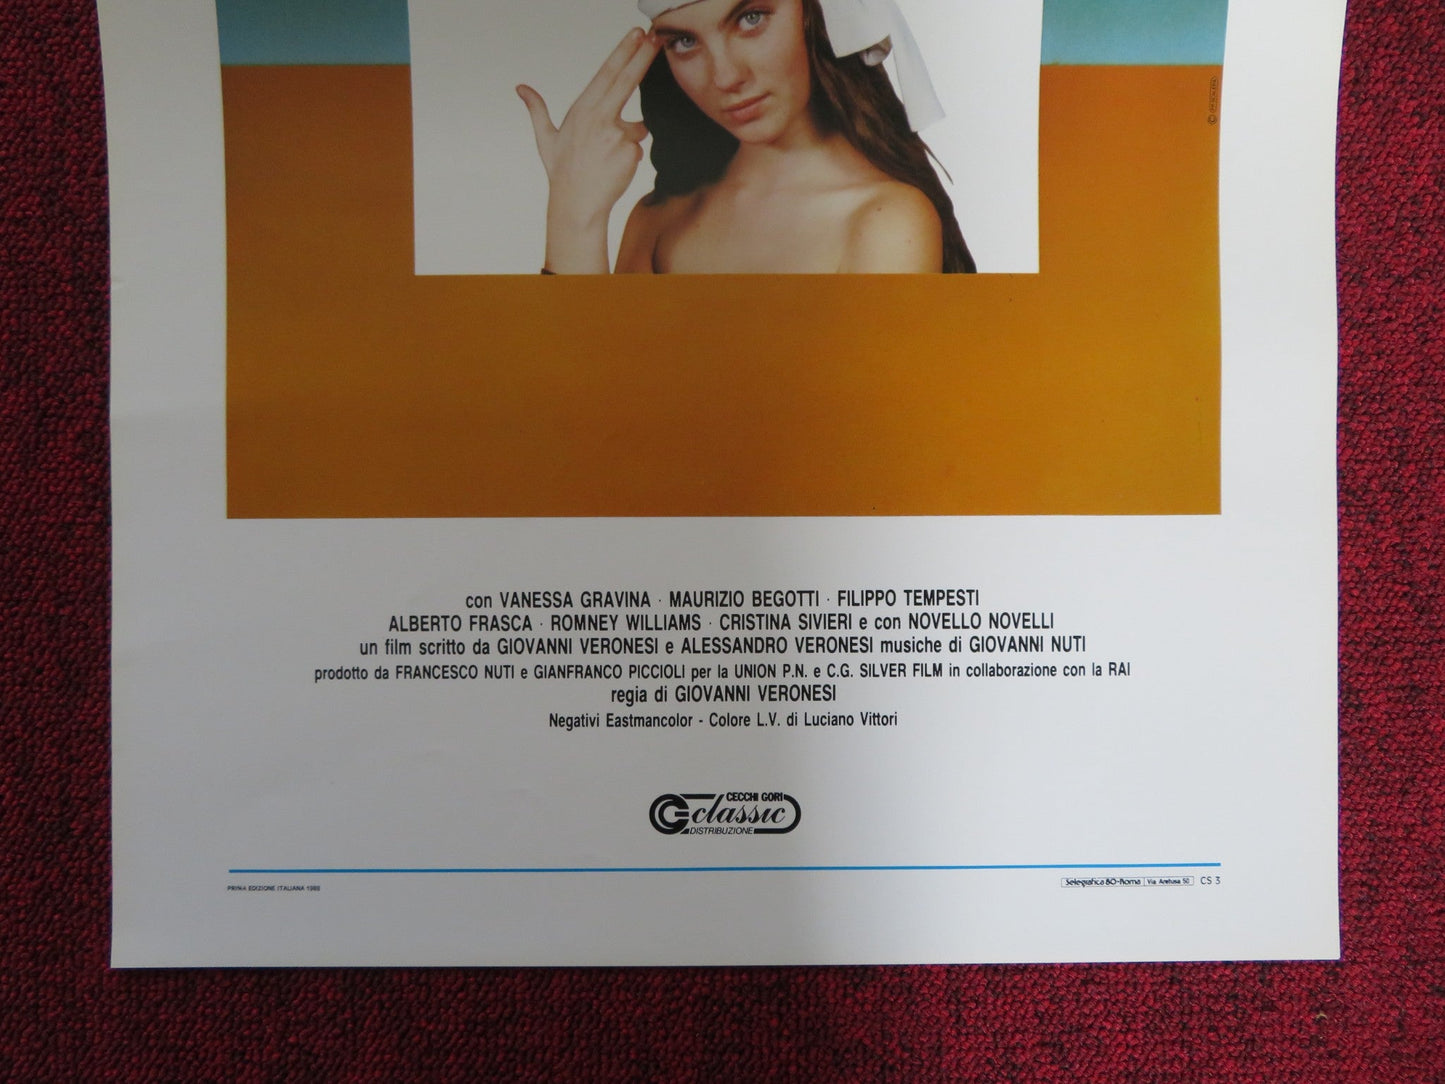 con VANESSA GRAVINA · MAURIZIO BEGOTTI · FILIPPO TEMPESTI
ALBERTO FRASCA · ROMNEY WILLIAMS · CRISTINA SIVIERI e con NOVELLO NOVELLI
un film scritto da GIOVANNI VERONESI e ALESSANDRO VERONESI musiche di GIOVANNI NUTI
prodotto da FRANCESCO NUTI e GIANFRANCO PICCIOLI per la UNION P.N. e C.G. SILVER FILM in collaborazione con la RAI
regia di GIOVANNI VERONESI
Negativi Eastmancolor - Colore L.V. di Luciano Vittori
CECCHI GORI
classic
DISTRIBUZIONE
PRIMA EDIZIONE ITALIANA 1988
Selegrafica 80-Roma Via Aretusa 50 CS 3